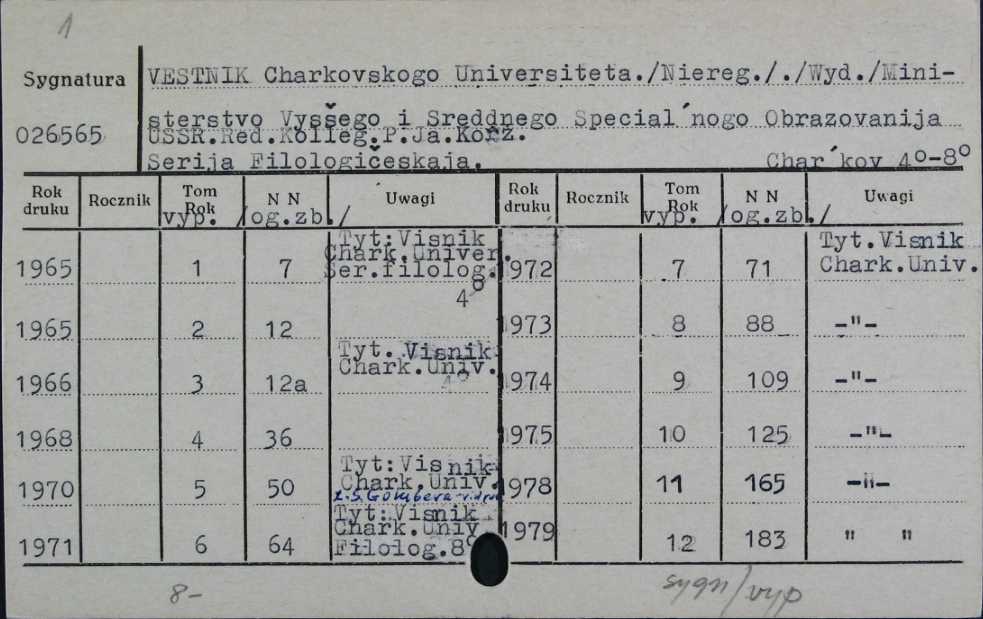 1
Sygnatura
026565
VESTNIK Charkovskogo Universiteta./Niereg./. /Wyd./Mini-
sterstvo Vysšego i Sreddnego Special´nogo Obrazovanija
USSR.Red.Kolleg.P.Ja.Korž.
Serija Filologičeskaja. Char´kov 4°-8°
Rok druku Rocznik Tom Rok vyp. N N /og.zb./ Uwagi Rok druku Rocznik Tom Rok vyp. N N /og.zb./ Uwagi
1965 1 7 Tyt:Visnik
Chark.Univer.
Ser.filolog.
4°
1965 2 12
1966 3 12a Tyt. Visnik
Chark.Univ.
4°
1968 4 36
1970 5 50 Tyt:Visnik
Chark.Univ.
1971 6 64 Tyt:Visnik
Chark.Univ
Filolog.8°
1972 7 71 Tyt.Visnik
Chark.Univ.
1973 8 88 -"-
1974 9 109 -"-
1975 10 125 -"-
1978 11 165 -"-
1979 12 183 " "
8-
sygn/vyp